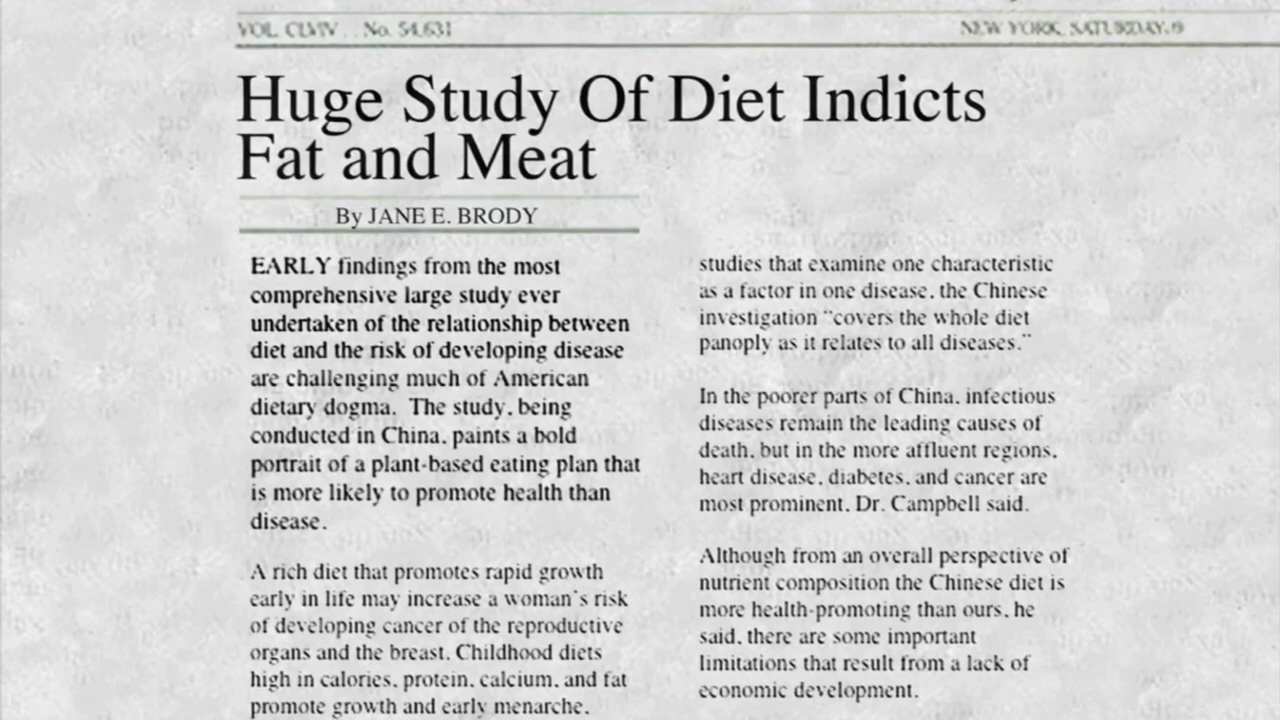 VOL. CLVIV . . No. 54,631
NEW YORK, SATURDAY, 9
Huge Study Of Diet Indicts
Fat and Meat
By JANE E. BRODY
EARLY findings from the most
comprehensive large study ever
undertaken of the relationship between
diet and the risk of developing disease
are challenging much of American
dietary dogma. The study, being
conducted in China, paints a bold
portrait of a plant-based eating plan that
is more likely to promote health than
disease.
A rich diet that promotes rapid growth
early in life may increase a woman's risk
of developing cancer of the reproductive
organs and the breast. Childhood diets
high in calories, protein, calcium, and fat
promote growth and early menarche,
studies that examine one characteristic
as a factor in one disease, the Chinese
investigation "covers the whole diet
panoply as it relates to all diseases."
In the poorer parts of China, infectious
diseases remain the leading causes of
death, but in the more affluent regions,
heart disease, diabetes, and cancer are
most prominent, Dr. Campbell said.
Although from an overall perspective of
nutrient composition the Chinese diet is
more health-promoting than ours, he
said, there are some important
limitations that result from a lack of
economic development.